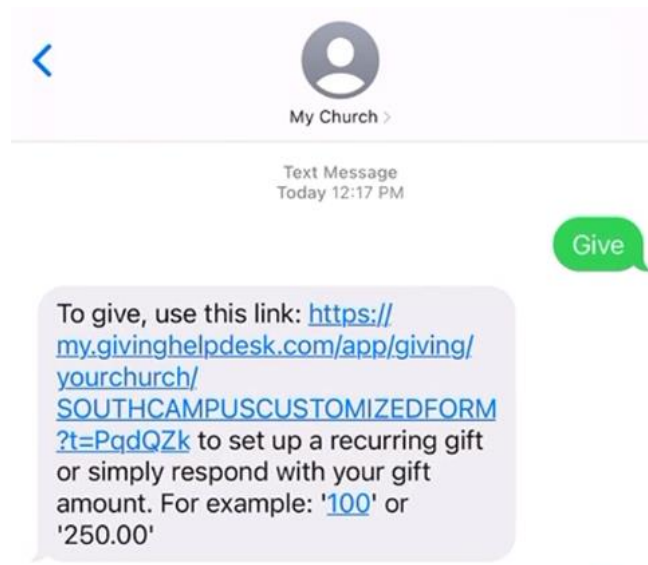 My Church >
Text Message
Today 12:17 PM
Give
To give, use this link: https://
my.givinghelpdesk.com/app/giving/
yourchurch/
SOUTHCAMPUSCUSTOMIZEDFORM
?t=PqdQZk to set up a recurring gift
or simply respond with your gift
amount. For example: '100' or
'250.00'